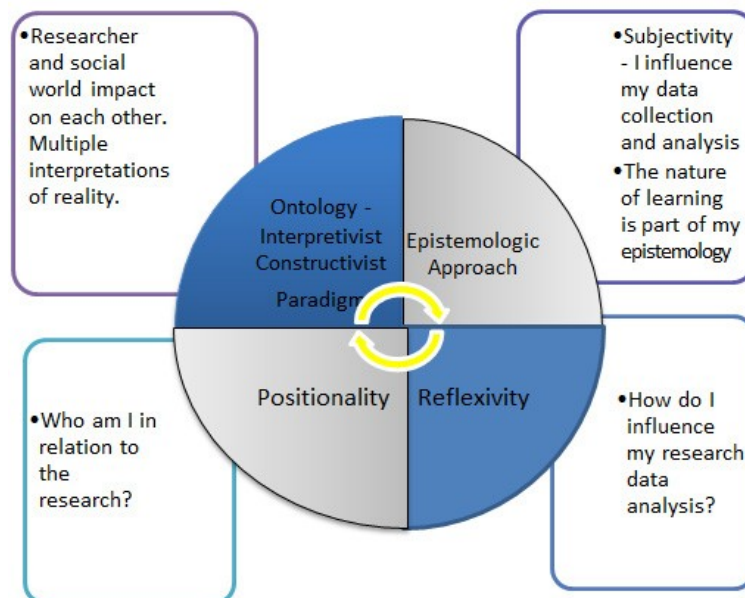 •Researcher
and social
world impact
on each other.
Multiple
interpretations
of reality.
•Subjectivity
- I influence
my data
collection
and analysis
•The nature
of learning
is part of my
epistemology
Ontology -
Interpretivist
Constructivist
Paradigm
Epistemologic
Approach
Positionality
Reflexivity
•Who am I in
relation to
the
research?
•How do I
influence
my research
data
analysis?